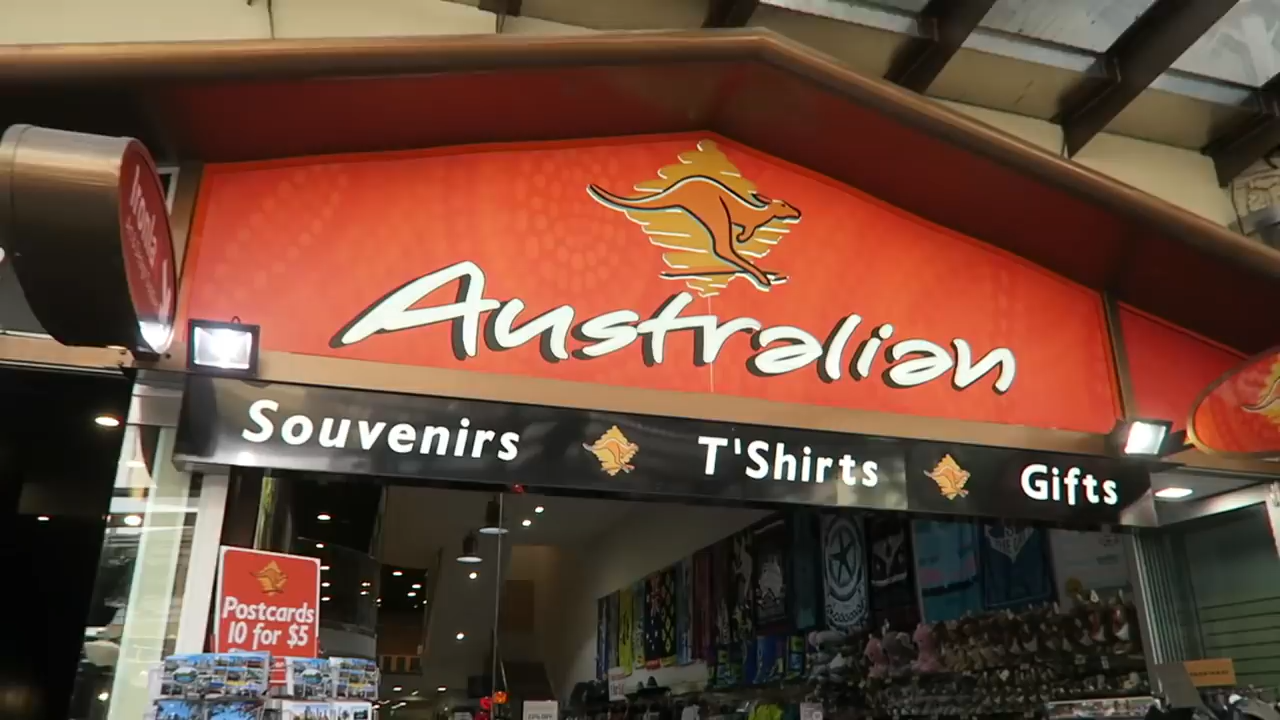 Australian
Souvenirs
T'Shirts
Gifts
Postcards
10 for $5